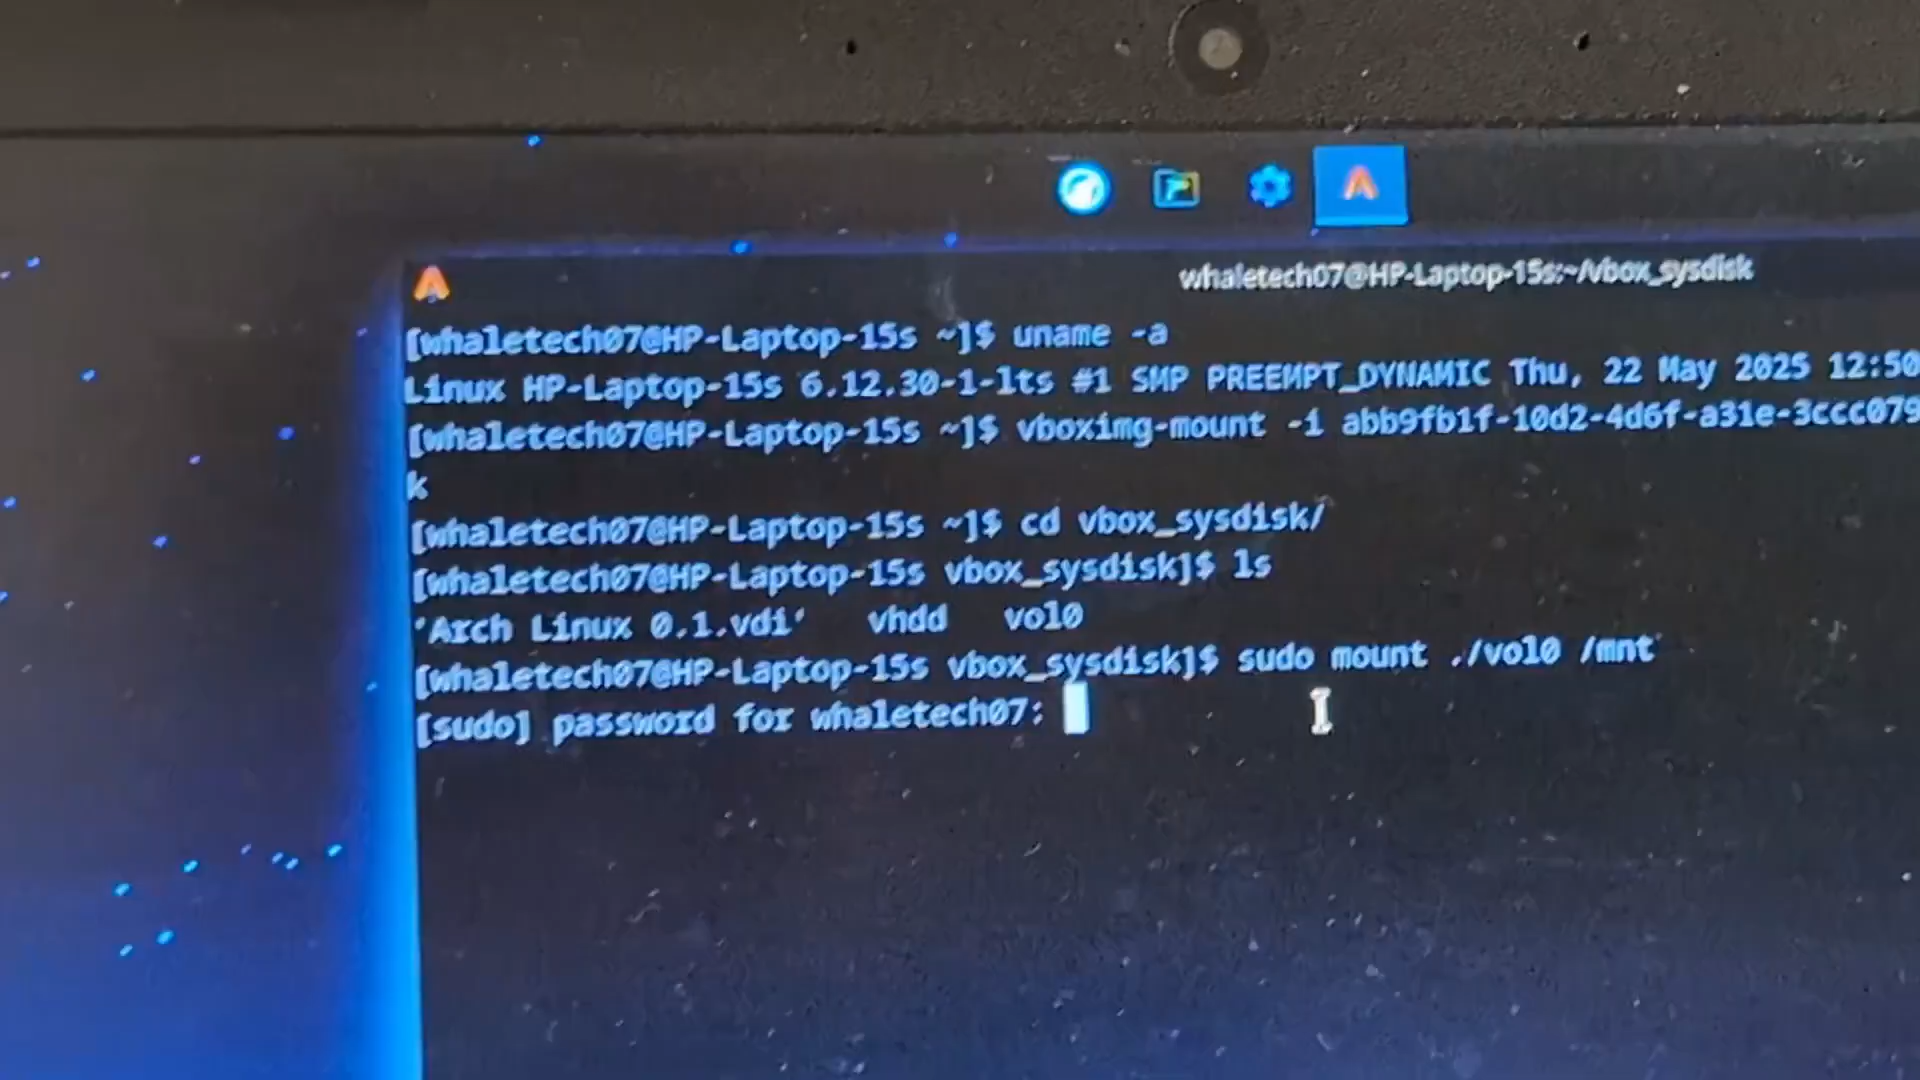 whaletech07@HP-Laptop-15s:~/vbox_sysdisk
[whaletech07@HP-Laptop-15s ~]$ uname -a
Linux HP-Laptop-15s 6.12.30-1-lts #1 SMP PREEMPT_DYNAMIC Thu, 22 May 2025 12:50
[whaletech07@HP-Laptop-15s ~]$ vboximg-mount -i abb9fb1f-10d2-4d6f-a31e-3ccc079
k
[whaletech07@HP-Laptop-15s ~]$ cd vbox_sysdisk/
[whaletech07@HP-Laptop-15s vbox_sysdisk]$ ls
'Arch Linux 0.1.vdi'   vhdd   vol0
[whaletech07@HP-Laptop-15s vbox_sysdisk]$ sudo mount ./vol0 /mnt
[sudo] password for whaletech07: